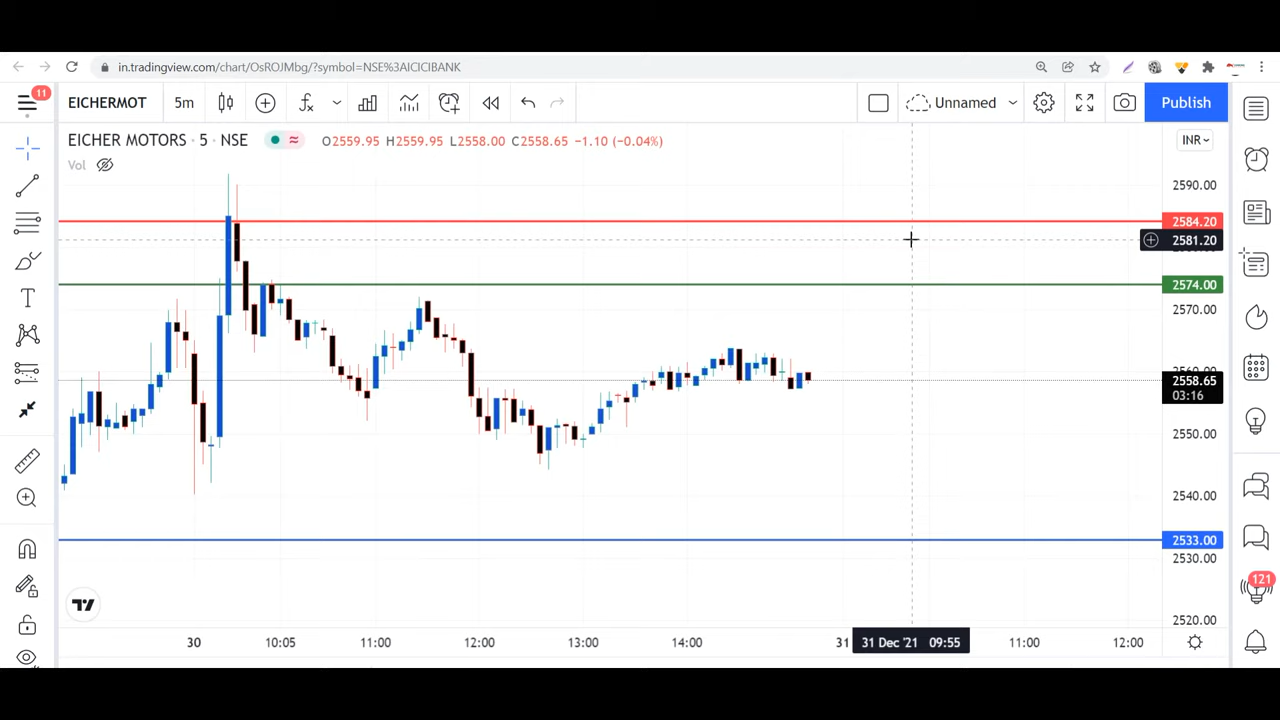 in.tradingview.com/chart/OsROJMbg/?symbol=NSE%3AICICIBANK
11
EICHERMOT
5m
Unnamed
Publish
EICHER MOTORS · 5 · NSE
O2559.95 H2559.95 L2558.00 C2558.65 −1.10 (−0.04%)
INR
Vol
2590.00
2584.20
2581.20
2574.00
2570.00
2560.00
2558.65
03:16
2550.00
2540.00
2533.00
2530.00
2520.00
121
30
10:05
11:00
12:00
13:00
14:00
31
31 Dec '21 09:55
11:00
12:00